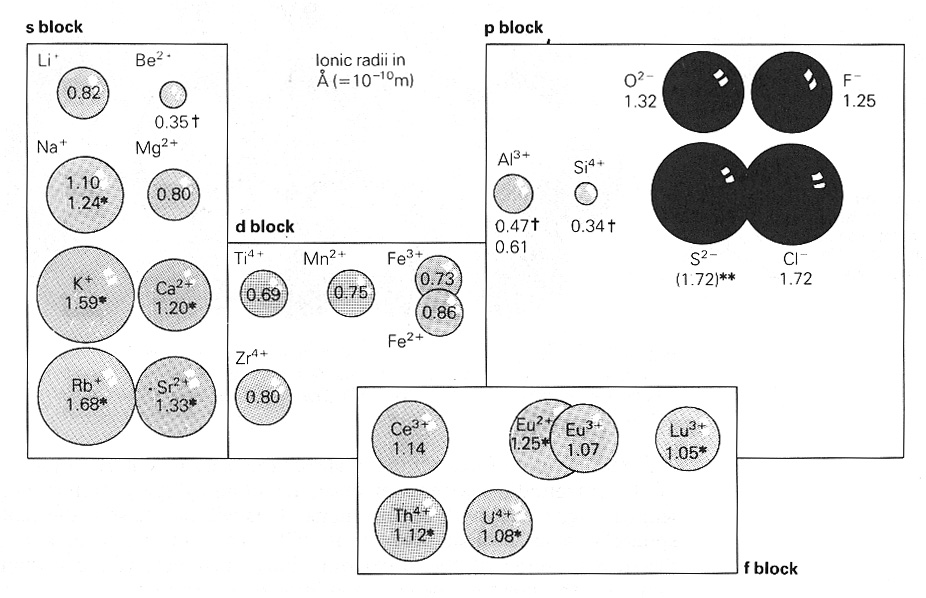 s block
p block
Ionic radii in
Å (=10⁻¹⁰m)
Li⁺
0.82
Be²⁺
0.35†
Na⁺
1.10
1.24*
Mg²⁺
0.80
K⁺
1.59*
Ca²⁺
1.20*
Rb⁺
1.68*
Sr²⁺
1.33*
d block
Ti⁴⁺
0.69
Mn²⁺
0.75
Fe³⁺
0.73
0.86
Fe²⁺
Zr⁴⁺
0.80
O²⁻
1.32
F⁻
1.25
Al³⁺
0.47†
0.61
Si⁴⁺
0.34†
S²⁻
(1.72)**
Cl⁻
1.72
Ce³⁺
1.14
Eu²⁺
1.25*
Eu³⁺
1.07
Lu³⁺
1.05*
Th⁴⁺
1.12*
U⁴⁺
1.08*
f block